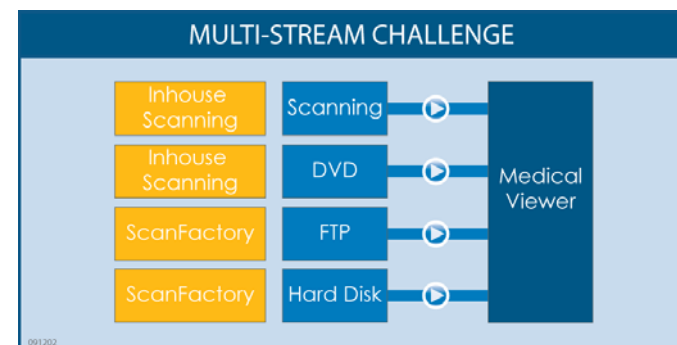 MULTI-STREAM CHALLENGE
Inhouse
Scanning
Scanning
Inhouse
Scanning
DVD
ScanFactory
FTP
ScanFactory
Hard Disk
Medical
Viewer
091202